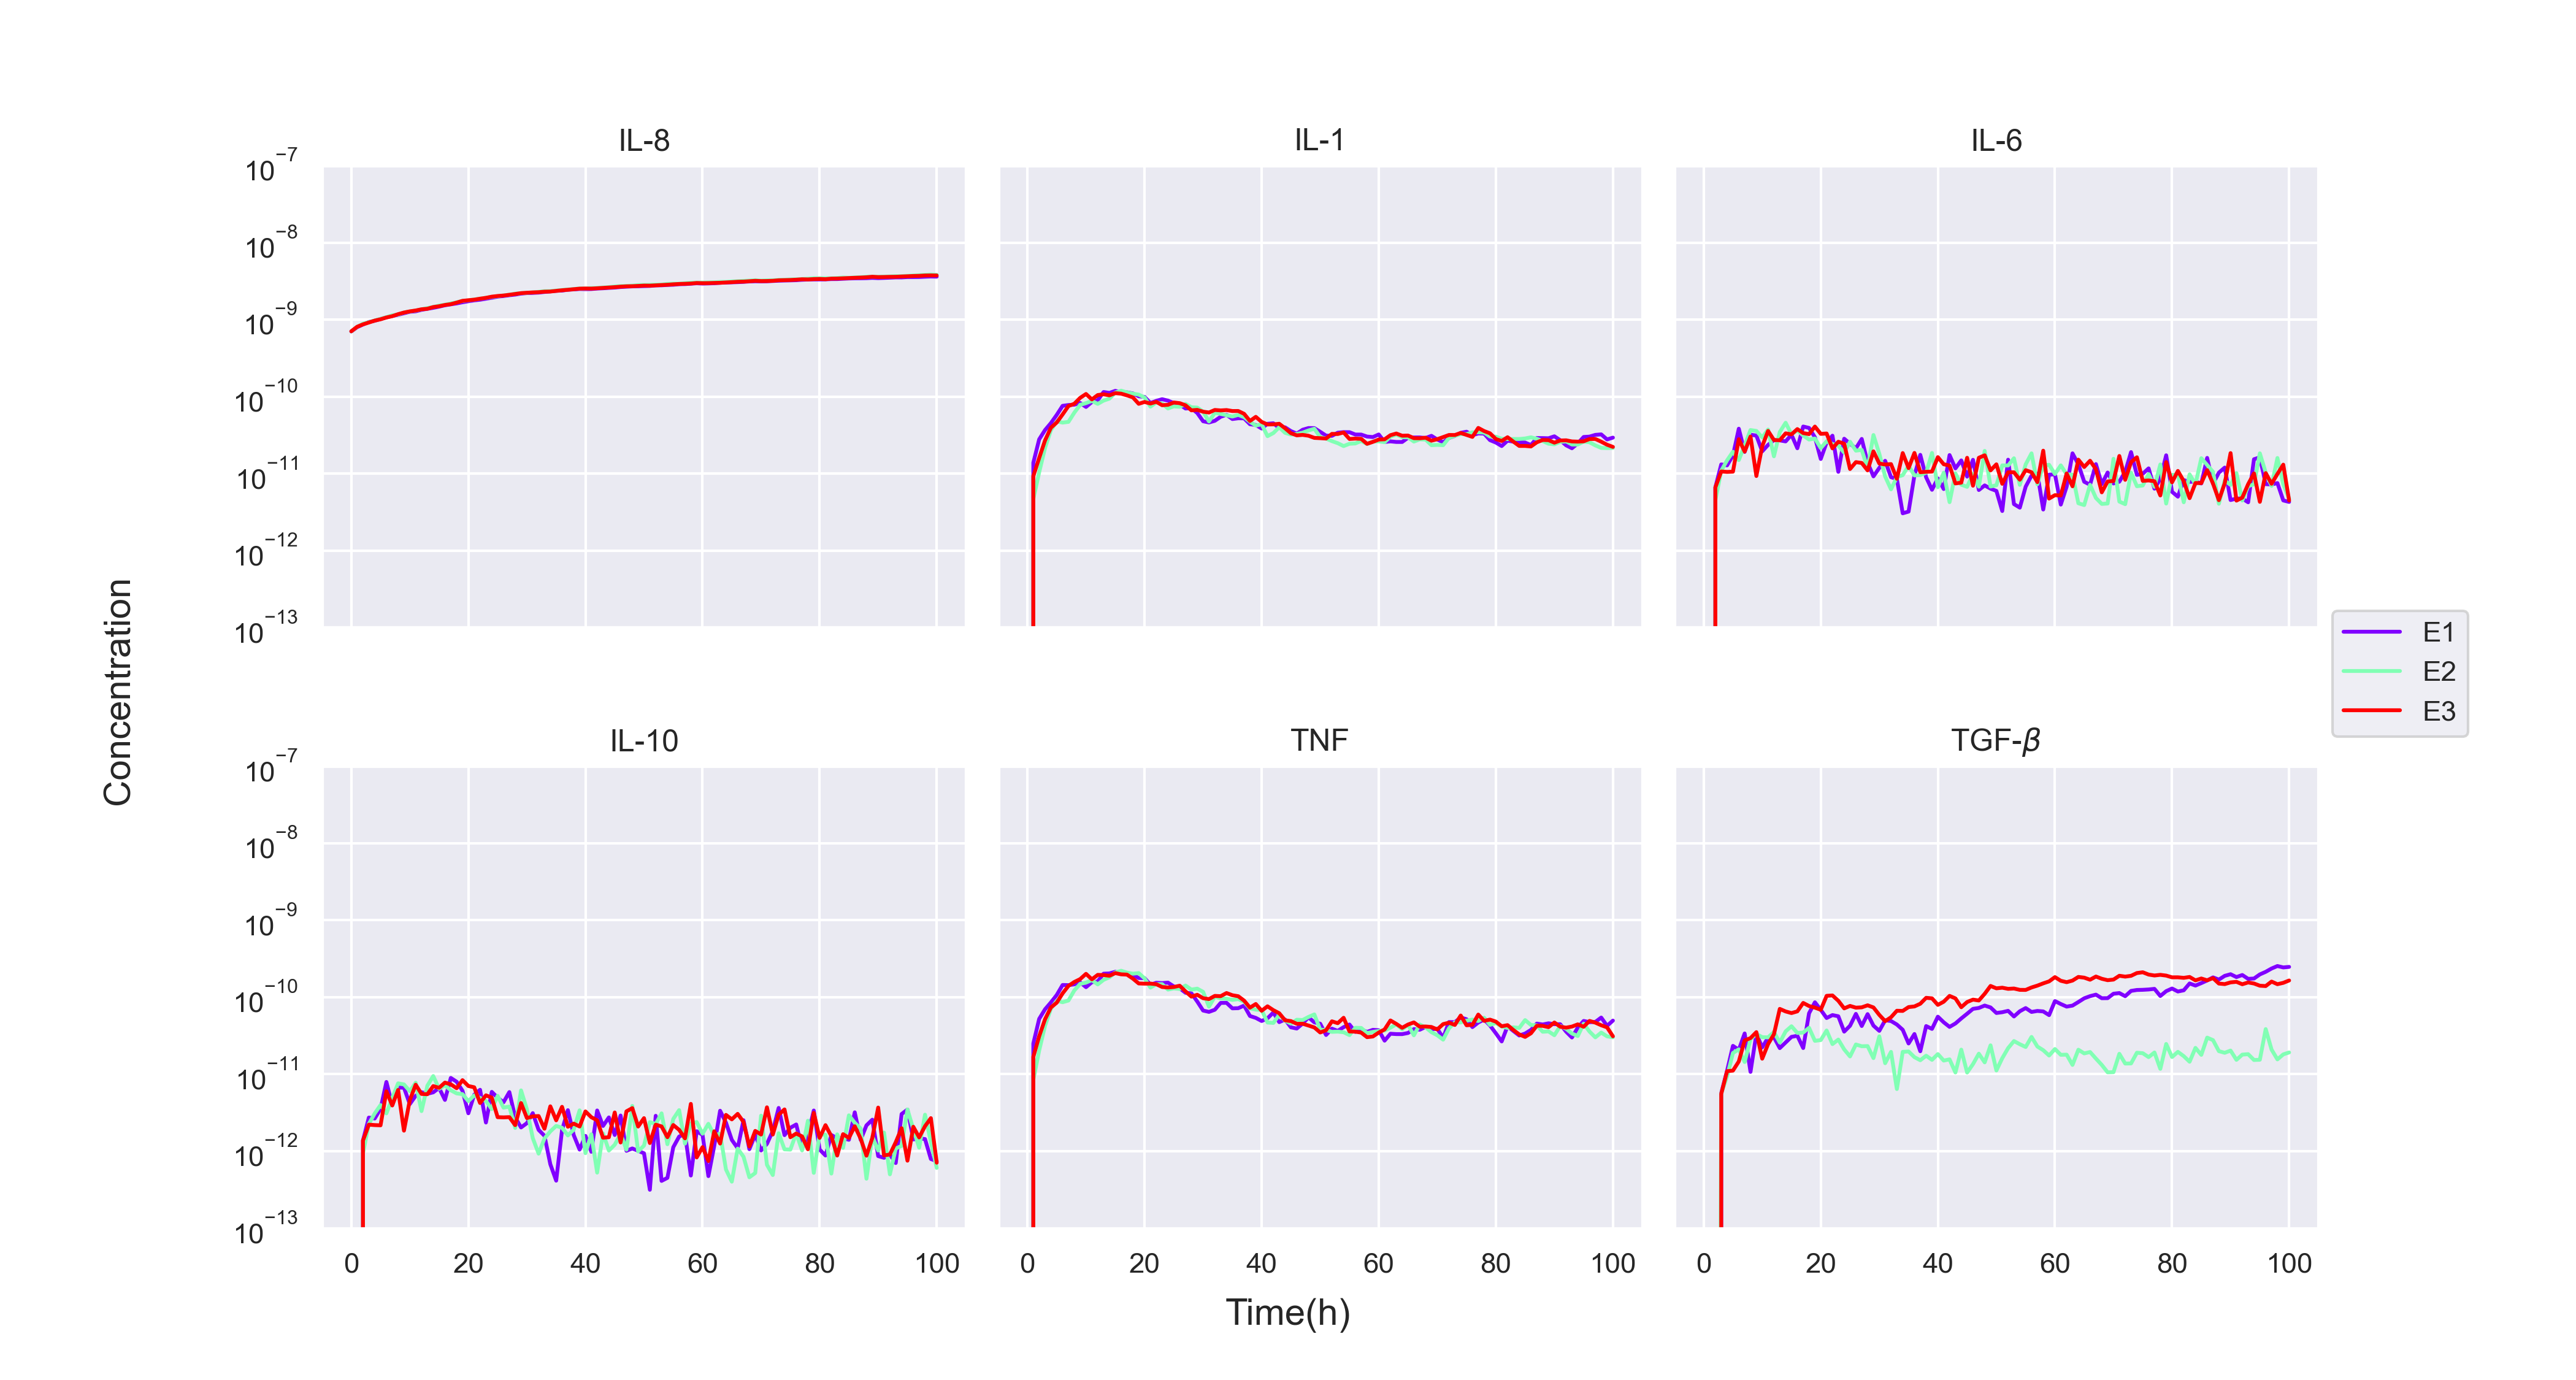 IL-8 IL-1 IL-6
10⁻⁷
10⁻⁸
10⁻⁹
10⁻¹⁰
10⁻¹¹
10⁻¹²
10⁻¹³
Concentration
E1
E2
E3
IL-10 TNF TGF-β
10⁻⁷
10⁻⁸
10⁻⁹
10⁻¹⁰
10⁻¹¹
10⁻¹²
10⁻¹³
0 20 40 60 80 100 0 20 40 60 80 100 0 20 40 60 80 100
Time(h)